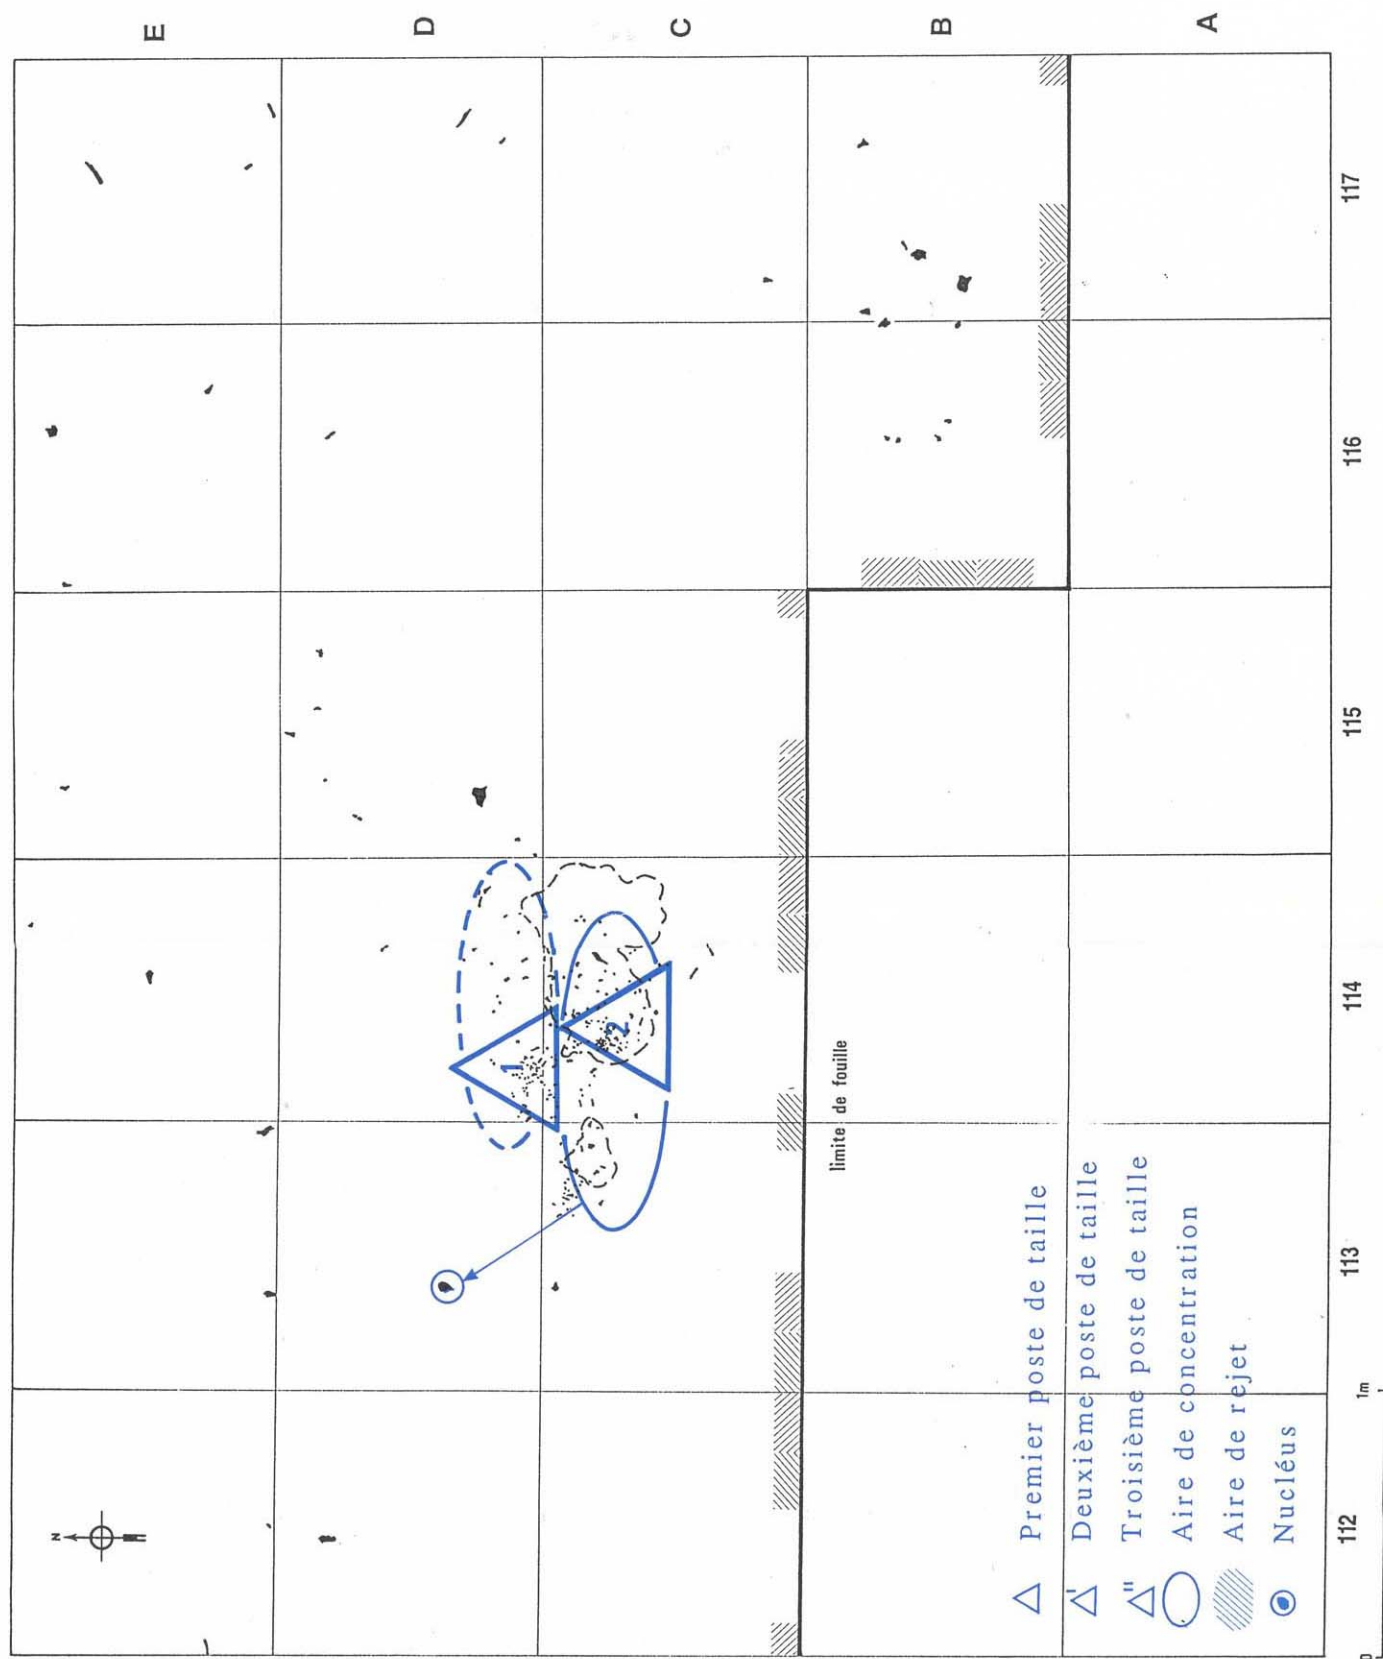 E
D
C
B
A
117
116
115
114
113
112
N
1
2
limite de fouille
1m
0
△ Premier poste de taille
△' Deuxième poste de taille
△" Troisième poste de taille
Aire de concentration
Aire de rejet
Nucléus